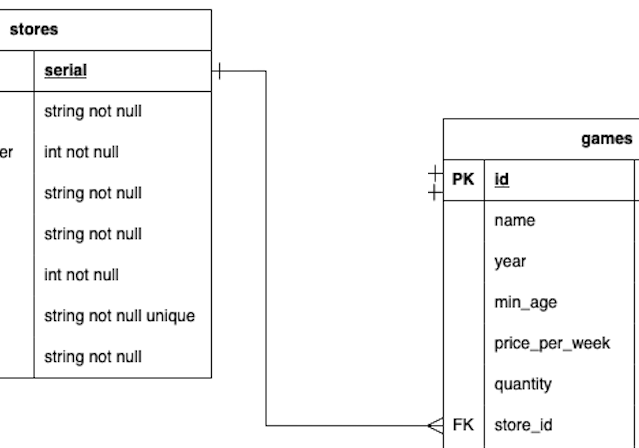 stores
serial
string not null
er int not null
string not null
string not null
int not null
string not null unique
string not null
games
PK id
name
year
min_age
price_per_week
quantity
FK store_id